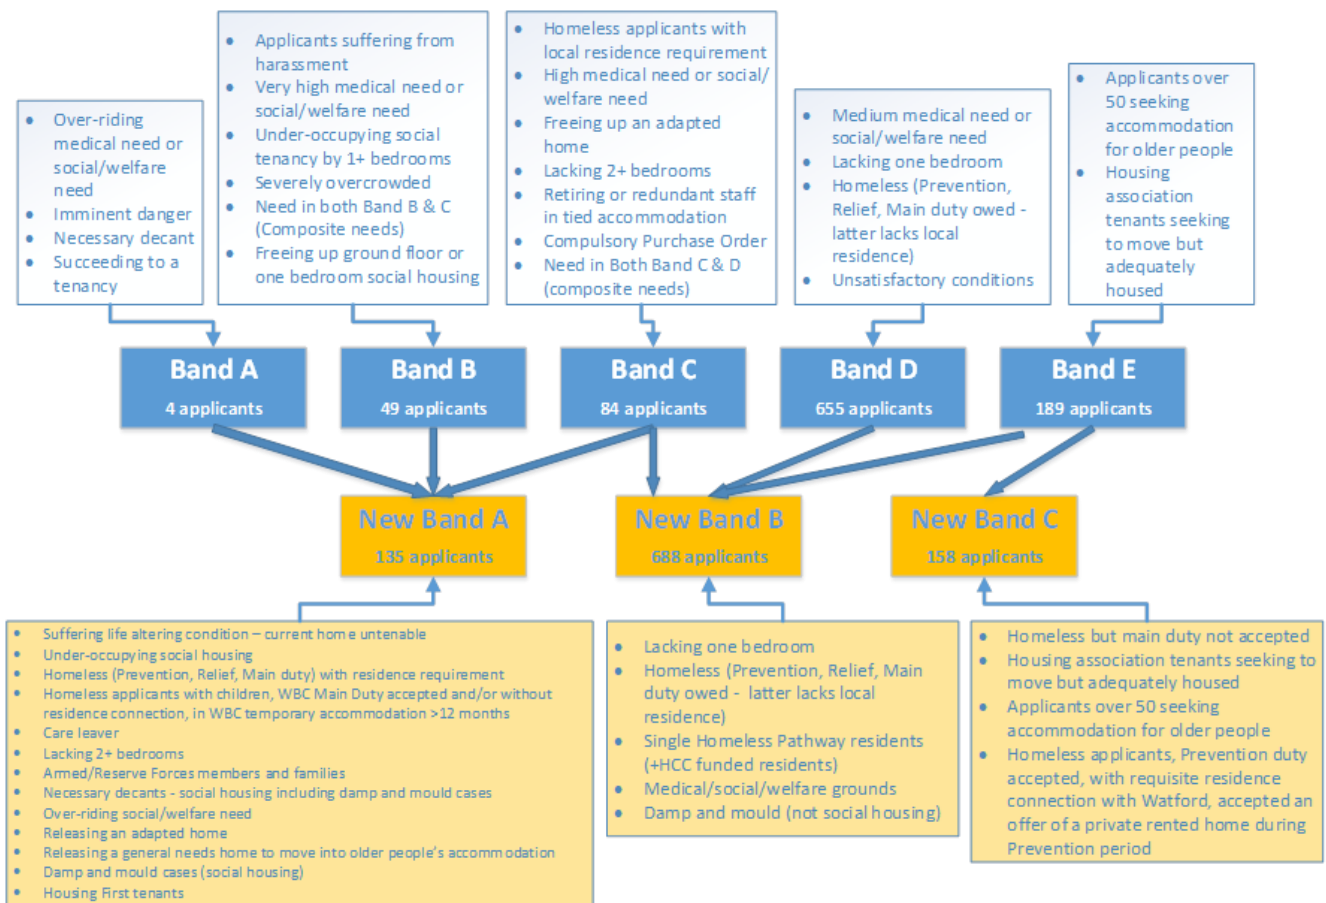 • Over-riding
medical need or
social/welfare
need
• Imminent danger
• Necessary decant
• Succeeding to a
tenancy
• Applicants suffering from
harassment
• Very high medical need or
social/welfare need
• Under-occupying social
tenancy by 1+ bedrooms
• Severely overcrowded
• Need in both Band B & C
(Composite needs)
• Freeing up ground floor or
one bedroom social housing
• Homeless applicants with
local residence requirement
• High medical need or social/
welfare need
• Freeing up an adapted
home
• Lacking 2+ bedrooms
• Retiring or redundant staff
in tied accommodation
• Compulsory Purchase Order
• Need in Both Band C & D
(composite needs)
• Medium medical need or
social/welfare need
• Lacking one bedroom
• Homeless (Prevention,
Relief, Main duty owed -
latter lacks local
residence)
• Unsatisfactory conditions
• Applicants over
50 seeking
accommodation
for older people
• Housing
association
tenants seeking
to move but
adequately
housed
Band A
4 applicants
Band B
49 applicants
Band C
84 applicants
Band D
655 applicants
Band E
189 applicants
New Band A
135 applicants
New Band B
688 applicants
New Band C
158 applicants
• Suffering life altering condition – current home untenable
• Under-occupying social housing
• Homeless (Prevention, Relief, Main duty) with residence requirement
• Homeless applicants with children, WBC Main Duty accepted and/or without
residence connection, in WBC temporary accommodation >12 months
• Care leaver
• Lacking 2+ bedrooms
• Armed/Reserve Forces members and families
• Necessary decants - social housing including damp and mould cases
• Over-riding social/welfare need
• Releasing an adapted home
• Releasing a general needs home to move into older people's accommodation
• Damp and mould cases (social housing)
• Housing First tenants
• Lacking one bedroom
• Homeless (Prevention, Relief, Main
duty owed - latter lacks local
residence)
• Single Homeless Pathway residents
(+HCC funded residents)
• Medical/social/welfare grounds
• Damp and mould (not social housing)
• Homeless but main duty not accepted
• Housing association tenants seeking to
move but adequately housed
• Applicants over 50 seeking
accommodation for older people
• Homeless applicants, Prevention duty
accepted, with requisite residence
connection with Watford, accepted an
offer of a private rented home during
Prevention period